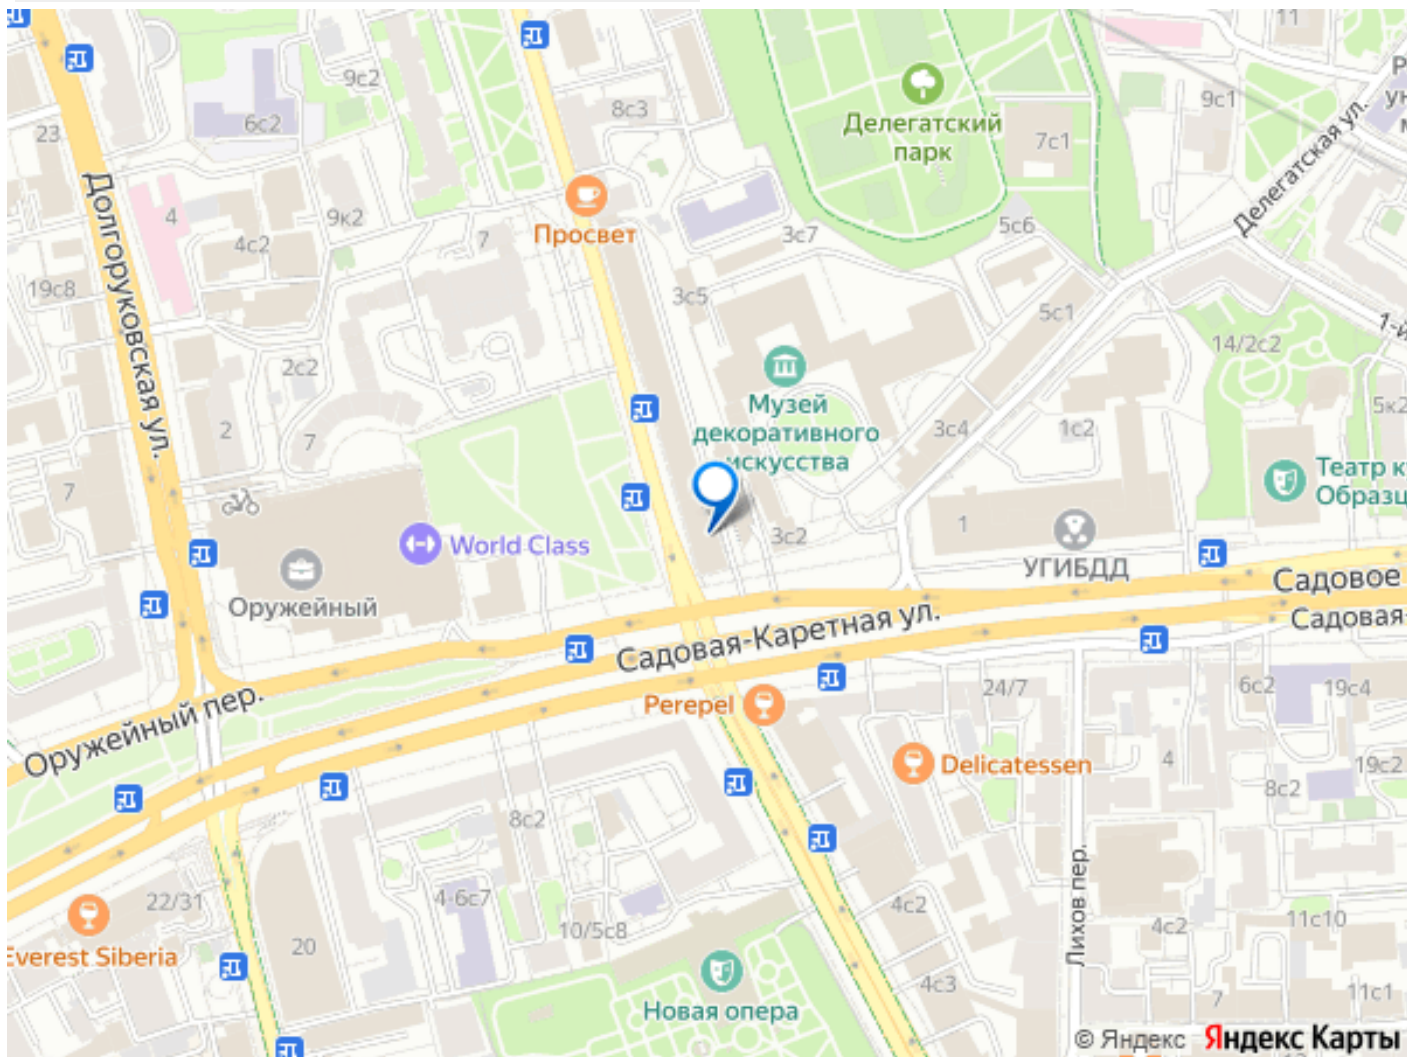 11
9с2
8с3
9с1
23
6с2
Делегатский
парк
7с1
Делегатская ул.
Долгоруковская ул.
4
9к2
4с2
7
Просвет
3с7
5с6
19с8
3с5
5с1
2с2
14/2с2
Музей
декоративного
искусства
2
7
3с4
1с2
7
World Class
3с2
1
УГИБДД
Оружейный
Садовое
Садовая-
Садовая-Каретная ул.
Оружейный пер.
Perepel
24/7
6с2
19с4
Delicatessen
4
19с2
8с2
8с2
4-6с7
22/31
Everest Siberia
20
10/5с8
4с2
Лихов пер.
4с2
11с10
Новая опера
4с3
7
11с1
© Яндекс Яндекс Карты